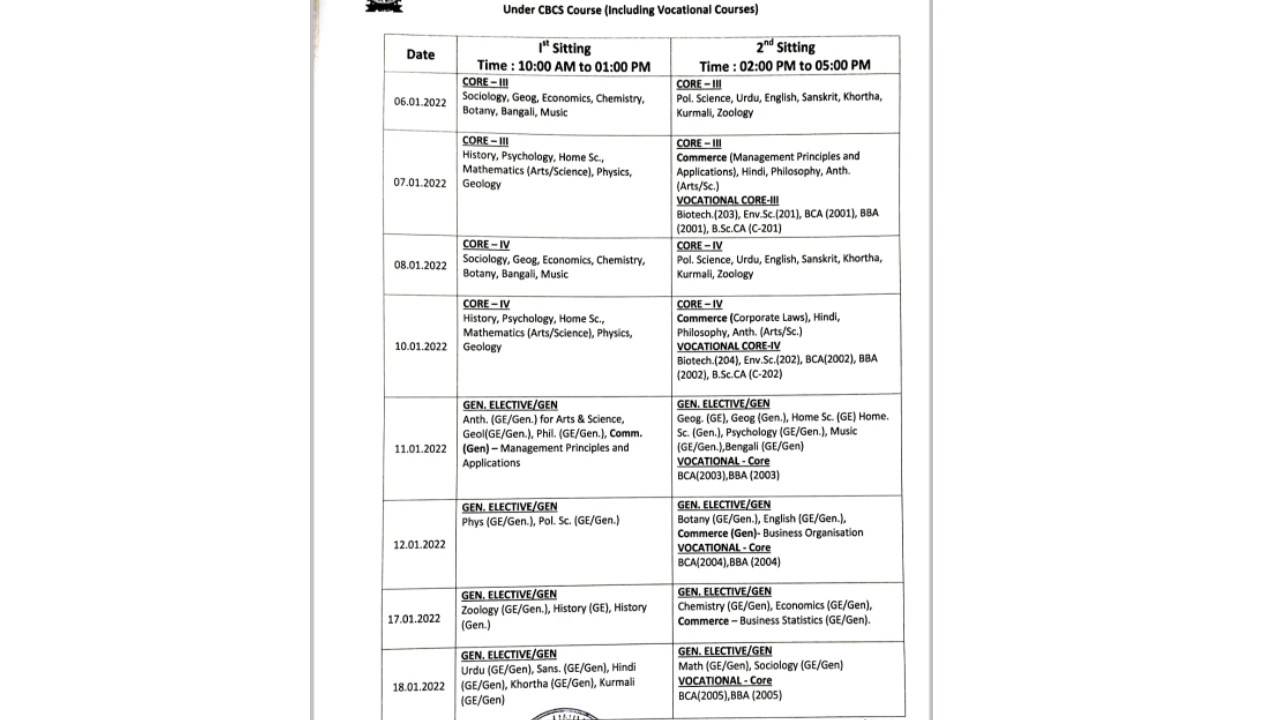 Under CBCS Course (Including Vocational Courses)
Date
1st Sitting
Time : 10:00 AM to 01:00 PM
2nd Sitting
Time : 02:00 PM to 05:00 PM
06.01.2022
CORE – III
Sociology, Geog, Economics, Chemistry,
Botany, Bangali, Music
CORE – III
Pol. Science, Urdu, English, Sanskrit, Khortha,
Kurmali, Zoology
07.01.2022
CORE – III
History, Psychology, Home Sc.,
Mathematics (Arts/Science), Physics,
Geology
CORE – III
Commerce (Management Principles and
Applications), Hindi, Philosophy, Anth.
(Arts/Sc.)
VOCATIONAL CORE-III
Biotech.(203), Env.Sc.(201), BCA (2001), BBA
(2001), B.Sc.CA (C-201)
08.01.2022
CORE – IV
Sociology, Geog, Economics, Chemistry,
Botany, Bangali, Music
CORE – IV
Pol. Science, Urdu, English, Sanskrit, Khortha,
Kurmali, Zoology
10.01.2022
CORE – IV
History, Psychology, Home Sc.,
Mathematics (Arts/Science), Physics,
Geology
CORE – IV
Commerce (Corporate Laws), Hindi,
Philosophy, Anth. (Arts/Sc.)
VOCATIONAL CORE-IV
Biotech.(204), Env.Sc.(202), BCA(2002), BBA
(2002), B.Sc.CA (C-202)
11.01.2022
GEN. ELECTIVE/GEN
Anth. (GE/Gen.) for Arts & Science,
Geol(GE/Gen.), Phil. (GE/Gen.), Comm.
(Gen) – Management Principles and
Applications
GEN. ELECTIVE/GEN
Geog. (GE), Geog (Gen.), Home Sc. (GE) Home.
Sc. (Gen.), Psychology (GE/Gen.), Music
(GE/Gen.),Bengali (GE/Gen)
VOCATIONAL - Core
BCA(2003),BBA (2003)
12.01.2022
GEN. ELECTIVE/GEN
Phys (GE/Gen.), Pol. Sc. (GE/Gen.)
GEN. ELECTIVE/GEN
Botany (GE/Gen.), English (GE/Gen.),
Commerce (Gen)- Business Organisation
VOCATIONAL - Core
BCA(2004),BBA (2004)
17.01.2022
GEN. ELECTIVE/GEN
Zoology (GE/Gen.), History (GE), History
(Gen.)
GEN. ELECTIVE/GEN
Chemistry (GE/Gen), Economics (GE/Gen),
Commerce – Business Statistics (GE/Gen).
18.01.2022
GEN. ELECTIVE/GEN
Urdu (GE/Gen), Sans. (GE/Gen), Hindi
(GE/Gen), Khortha (GE/Gen), Kurmali
(GE/Gen)
GEN. ELECTIVE/GEN
Math (GE/Gen), Sociology (GE/Gen)
VOCATIONAL - Core
BCA(2005),BBA (2005)